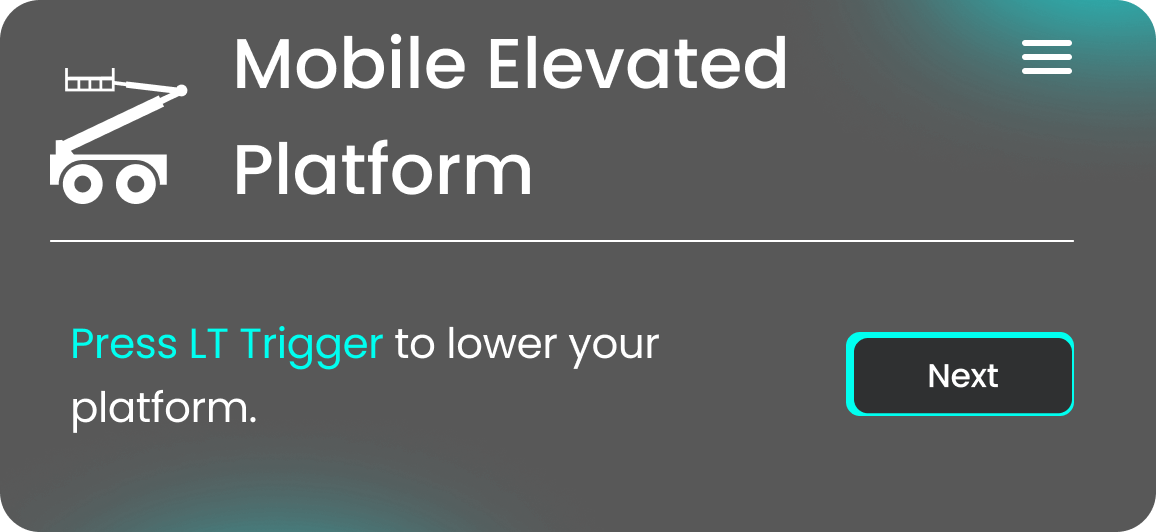 Mobile Elevated
Platform
Press LT Trigger to lower your
platform.
Next